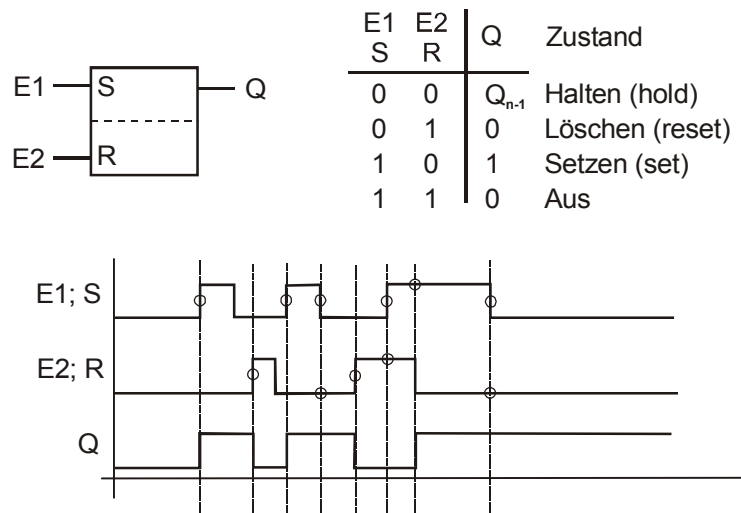 E1 S Q
E2 R
E1 E2 Q Zustand
S R
0 0 Qn-1 Halten (hold)
0 1 0 Löschen (reset)
1 0 1 Setzen (set)
1 1 0 Aus
E1; S
E2; R
Q